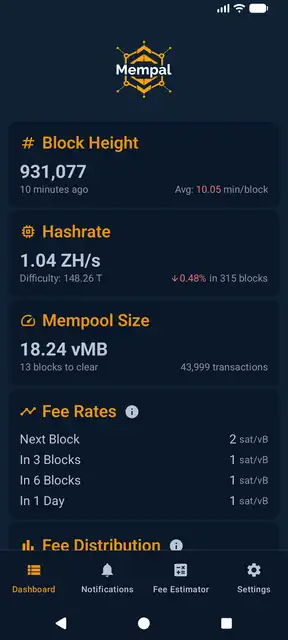 Mempal
Block Height
931,077
10 minutes ago Avg: 10.05 min/block
Hashrate
1.04 ZH/s
Difficulty: 148.26 T ↓0.48% in 315 blocks
Mempool Size
18.24 vMB
13 blocks to clear 43,999 transactions
Fee Rates
Next Block 2 sat/vB
In 3 Blocks 1 sat/vB
In 6 Blocks 1 sat/vB
In 1 Day 1 sat/vB
Fee Distribution
Dashboard Notifications Fee Estimator Settings